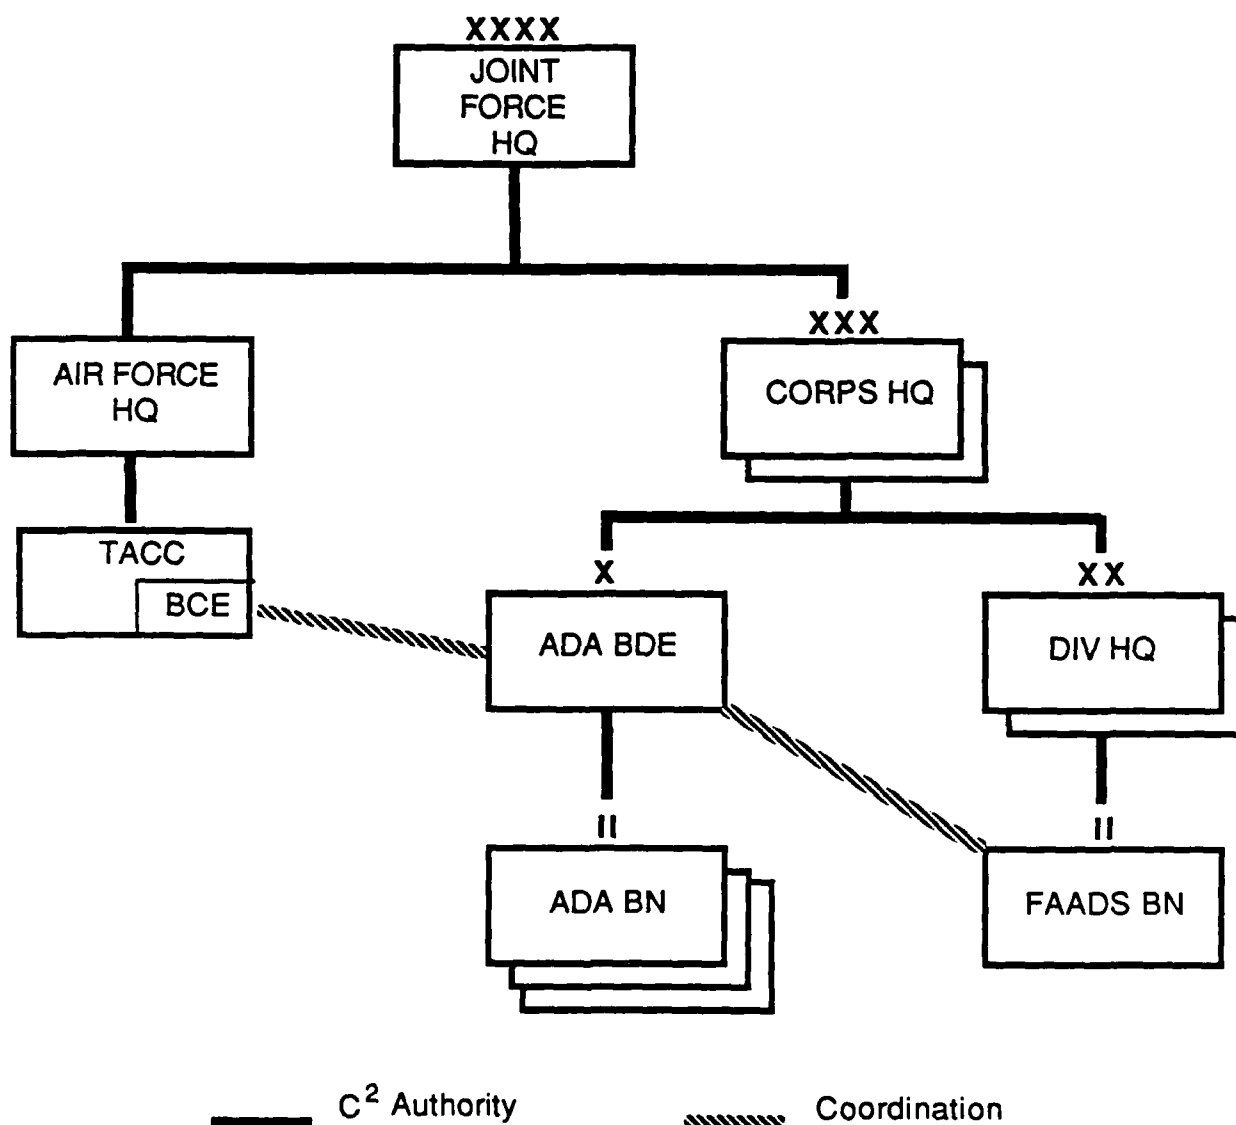 XXXX
JOINT
FORCE
HQ
XXX
AIR FORCE
HQ
CORPS HQ
TACC
BCE
X
XX
ADA BDE
DIV HQ
II
II
ADA BN
FAADS BN
C² Authority
Coordination